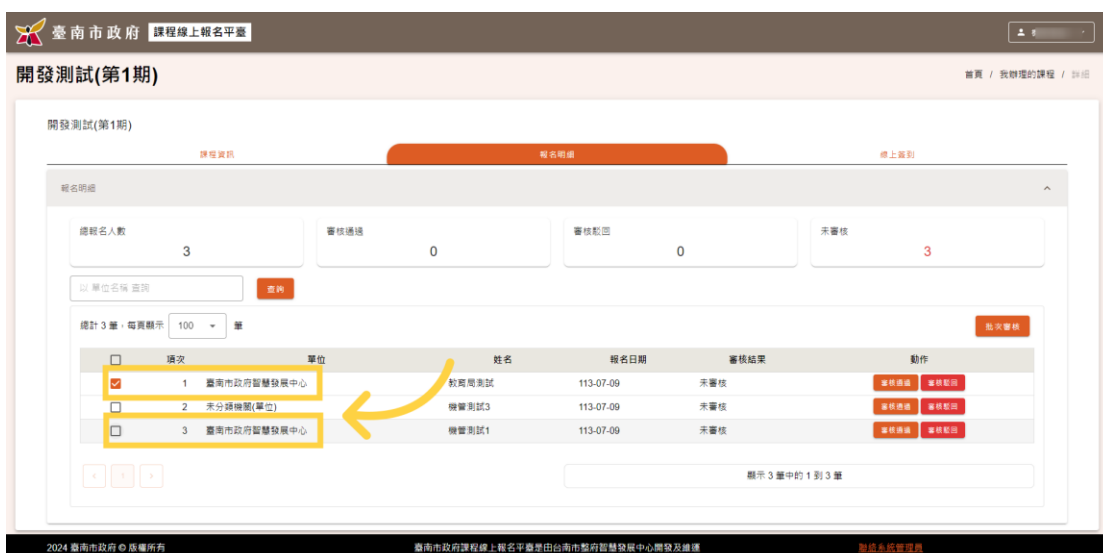 臺南市政府 課程線上報名平臺
開發測試(第1期)
首頁 / 我辦理的課程 / 詳細
開發測試(第1期)
課程資訊 報名明細 線上簽到
報名明細
總報名人數 審核通過 審核駁回 未審核
3 0 0 3
以 單位名稱 查詢 查詢
總計 3 筆，每頁顯示 100 筆 批次審核
項次 單位 姓名 報名日期 審核結果 動作
1 臺南市政府智慧發展中心 教育局測試 113-07-09 未審核 審核通過 審核駁回
2 未分類機關(單位) 機管測試3 113-07-09 未審核 審核通過 審核駁回
3 臺南市政府智慧發展中心 機管測試1 113-07-09 未審核 審核通過 審核駁回
顯示 3 筆中的 1 到 3 筆
2024 臺南市政府 © 版權所有 臺南市政府課程線上報名平臺是由台南市整府智慧發展中心開發及維運 聯絡系統管理員